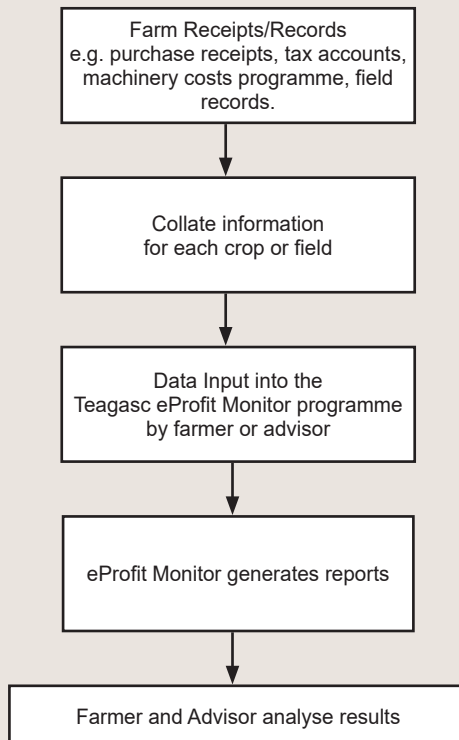 Farm Receipts/Records
e.g. purchase receipts, tax accounts,
machinery costs programme, field
records.
Collate information
for each crop or field
Data Input into the
Teagasc eProfit Monitor programme
by farmer or advisor
eProfit Monitor generates reports
Farmer and Advisor analyse results